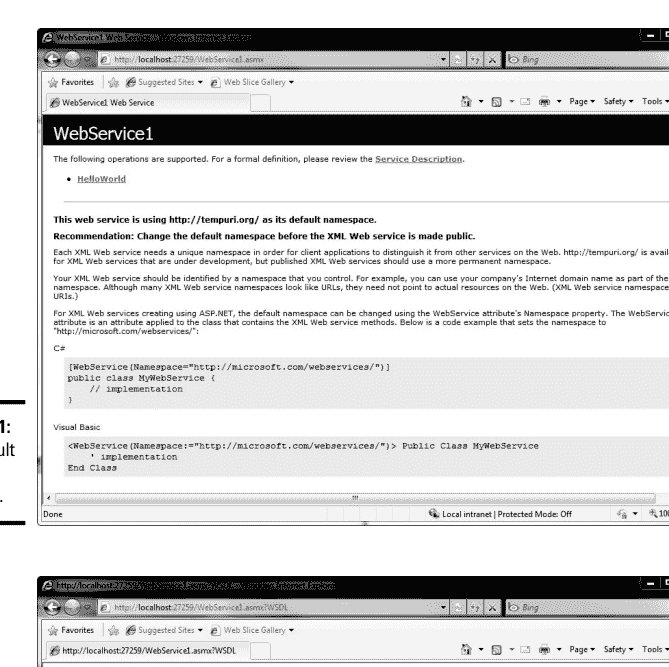 WebService1 Web Service
http://localhost:27259/WebService1.asmx
Bing
Favorites Suggested Sites Web Slice Gallery
WebService1 Web Service
Page Safety Tools
WebService1
The following operations are supported. For a formal definition, please review the Service Description.
HelloWorld
This web service is using http://tempuri.org/ as its default namespace.
Recommendation: Change the default namespace before the XML Web service is made public.
Each XML Web service needs a unique namespace in order for client applications to distinguish it from other services on the Web. http://tempuri.org/ is avail
for XML Web services that are under development, but published XML Web services should use a more permanent namespace.
Your XML Web service should be identified by a namespace that you control. For example, you can use your company's Internet domain name as part of the
namespace. Although many XML Web service namespaces look like URLs, they need not point to actual resources on the Web. (XML Web service namespace
URIs.)
For XML Web services creating using ASP.NET, the default namespace can be changed using the WebService attribute's Namespace property. The WebServic
attribute is an attribute applied to the class that contains the XML Web service methods. Below is a code example that sets the namespace to
"http://microsoft.com/webservices/":
C#
[WebService(Namespace="http://microsoft.com/webservices/")]
public class MyWebService {
// implementation
}
1:
ult
.
Visual Basic
<WebService(Namespace:="http://microsoft.com/webservices/")> Public Class MyWebService
' implementation
End Class
Done
Local intranet | Protected Mode: Off
100
http://localhost:27259/WebService1.asmx?WSDL
Bing
Favorites Suggested Sites Web Slice Gallery
http://localhost:27259/WebService1.asmx?WSDL
Page Safety Tools